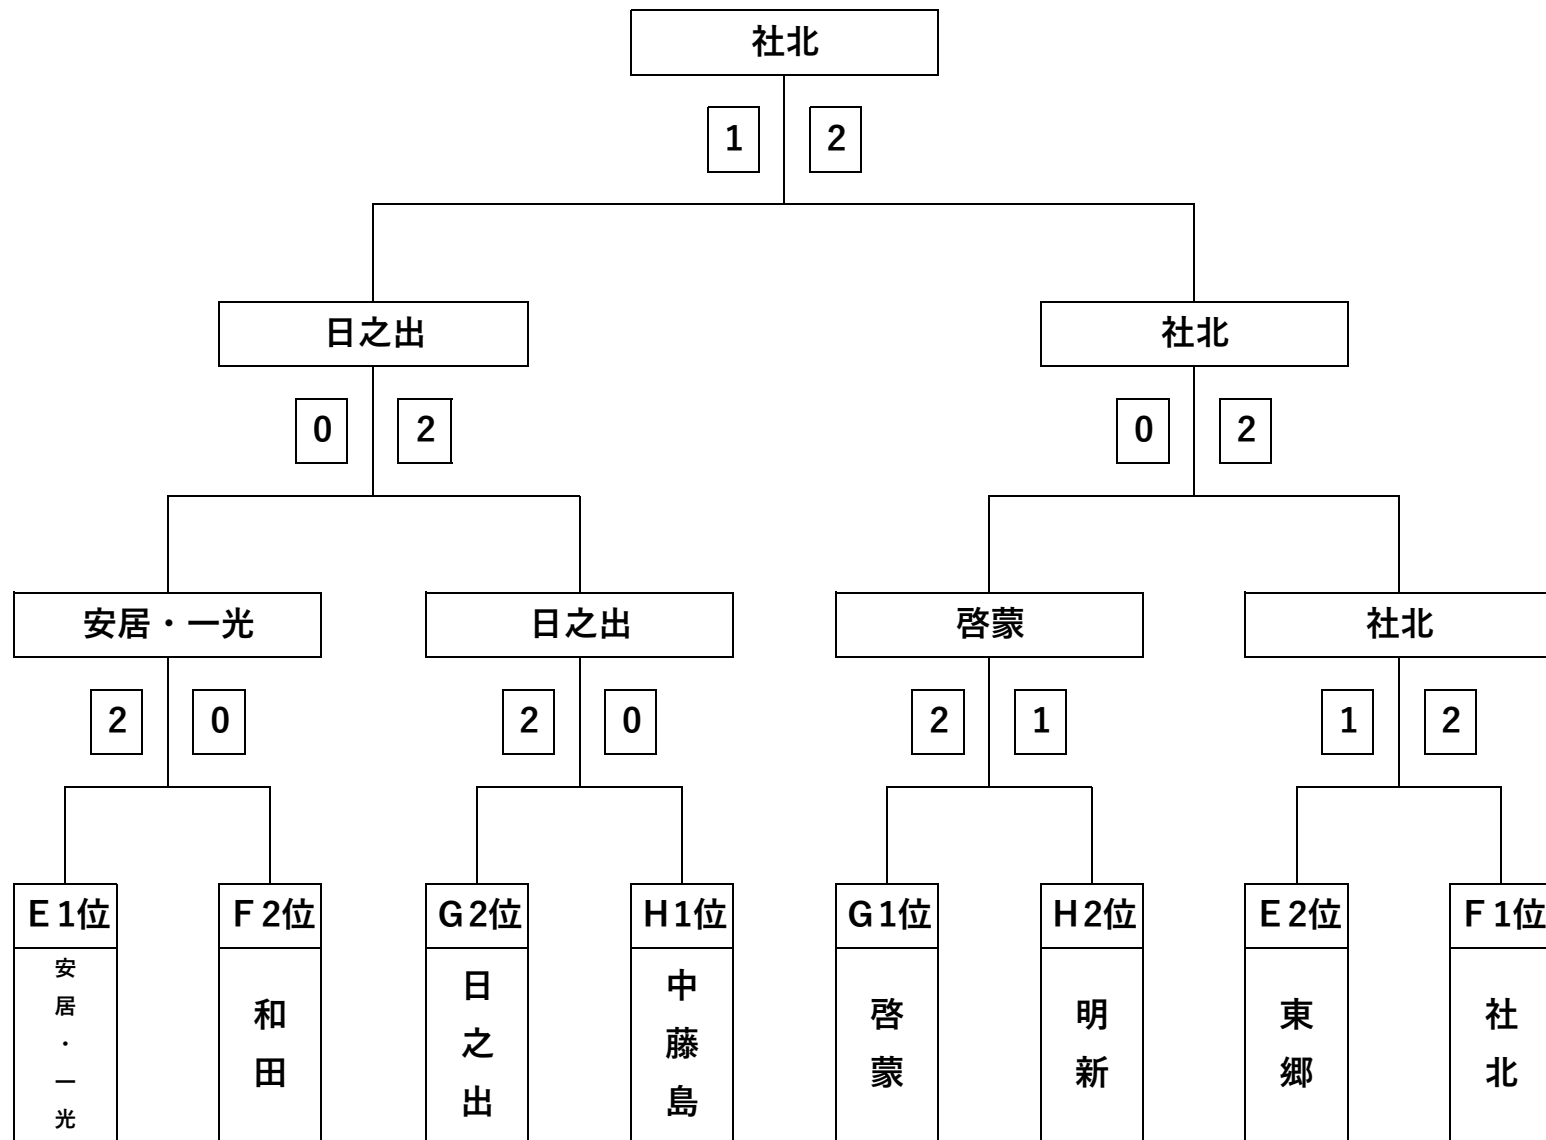 社北
1 2
日之出 社北
0 2 0 2
安居・一光 日之出 啓蒙 社北
2 0 2 0 2 1 1 2
E1位 F2位 G2位 H1位 G1位 H2位 E2位 F1位
安居・一光
和田
日之出
中藤島
啓蒙
明新
東郷
社北